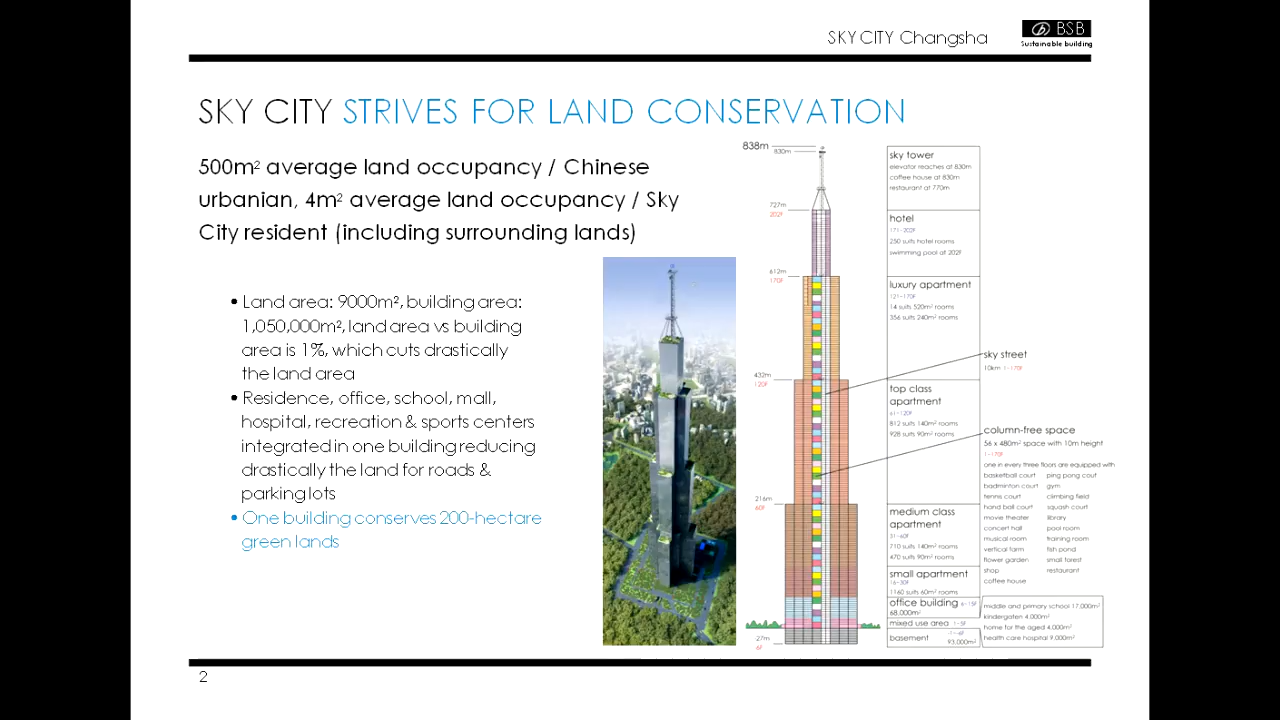 SKY CITY Changsha
BSB
Sustainable building
SKY CITY STRIVES FOR LAND CONSERVATION
500m² average land occupancy / Chinese
urbanian, 4m² average land occupancy / Sky
City resident (including surrounding lands)
• Land area: 9000m², building area:
1,050,000m², land area vs building
area is 1%, which cuts drastically
the land area
• Residence, office, school, mall,
hospital, recreation & sports centers
integrated in one building reducing
drastically the land for roads &
parking lots
• One building conserves 200-hectare
green lands
838m
830m
727m
202F
612m
170F
432m
120F
216m
60F
27m
6F
sky tower
elevator reaches at 830m
coffee house at 830m
restaurant at 770m
hotel
171-202F
250 suits hotel rooms
swimming pool at 202F
luxury apartment
121-170F
14 suits 520m² rooms
356 suits 240m² rooms
top class
apartment
61-120F
812 suits 140m² rooms
928 suits 90m² rooms
medium class
apartment
31-60F
710 suits 140m² rooms
470 suits 90m² rooms
small apartment
16-30F
1160 suits 60m² rooms
office building 6-15F
68,000m²
mixed use area 1-5F
-1--6F
basement
93,000m²
sky street
10km 1-170F
column-free space
56 x 480m² space with 10m height
1-170F
one in every three floors are equipped with
basketball court ping pong cout
badminton court gym
tennis court climbing field
hand ball court squash court
movie theater library
concert hall pool room
musical room training room
vertical farm fish pond
flower garden small forest
shop restaurant
coffee house
middle and primary school 17,000m²
kindergaten 4,000m²
home for the aged 4,000m²
health care hospital 9,000m²
2